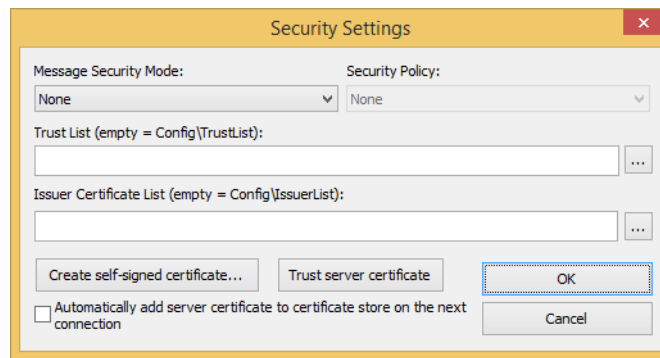 Security Settings
Message Security Mode:
Security Policy:
None
None
Trust List (empty = Config\TrustList):
...
Issuer Certificate List (empty = Config\IssuerList):
...
Create self-signed certificate...
Trust server certificate
OK
Automatically add server certificate to certificate store on the next
connection
Cancel